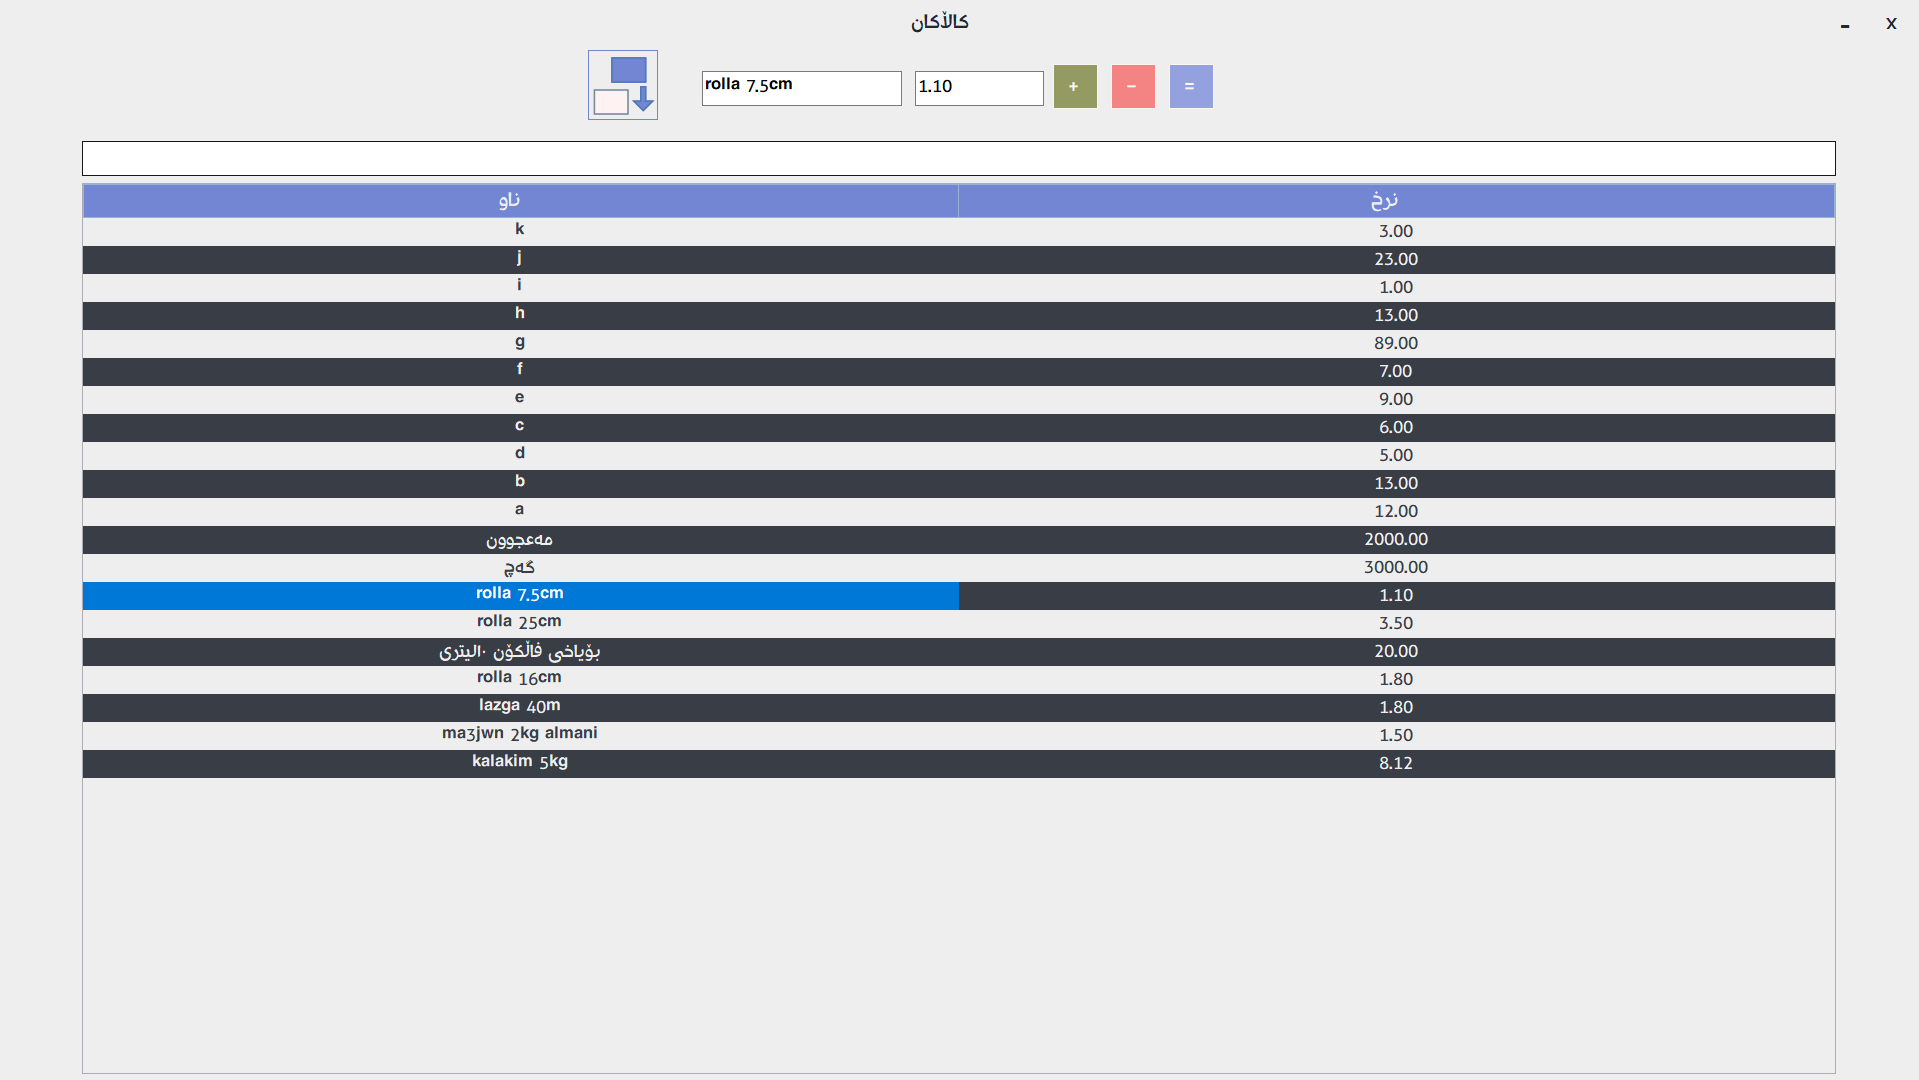 کاڵاکان
- x
rolla 7.5cm 1.10 + - =
ناو نرخ
k 3.00
j 23.00
i 1.00
h 13.00
g 89.00
f 7.00
e 9.00
c 6.00
d 5.00
b 13.00
a 12.00
مەعجوون 2000.00
گەچ 3000.00
rolla 7.5cm 1.10
rolla 25cm 3.50
بۆیاخی فاڵکۆن ١٠لیتری 20.00
rolla 16cm 1.80
lazga 40m 1.80
ma3jwn 2kg almani 1.50
kalakim 5kg 8.12